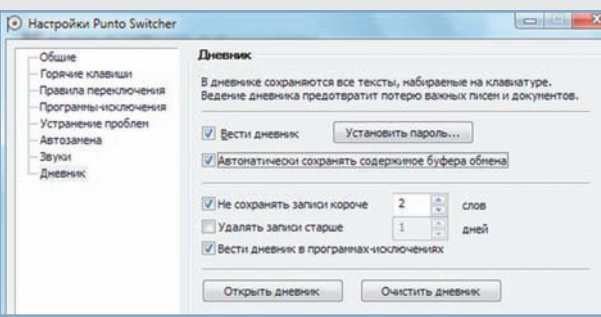 Настройки Punto Switcher
Общие
Горячие клавиши
Правила переключения
Программы-исключения
Устранение проблем
Автозамена
Звуки
Дневник
Дневник
В дневнике сохраняются все тексты, набираемые на клавиатуре.
Ведение дневника предотвратит потерю важных писем и документов.
Вести дневник
Установить пароль...
Автоматически сохранять содержимое буфера обмена
Не сохранять записи короче 2 слов
Удалять записи старше 1 дней
Вести дневник в программах-исключениях
Открыть дневник
Очистить дневник